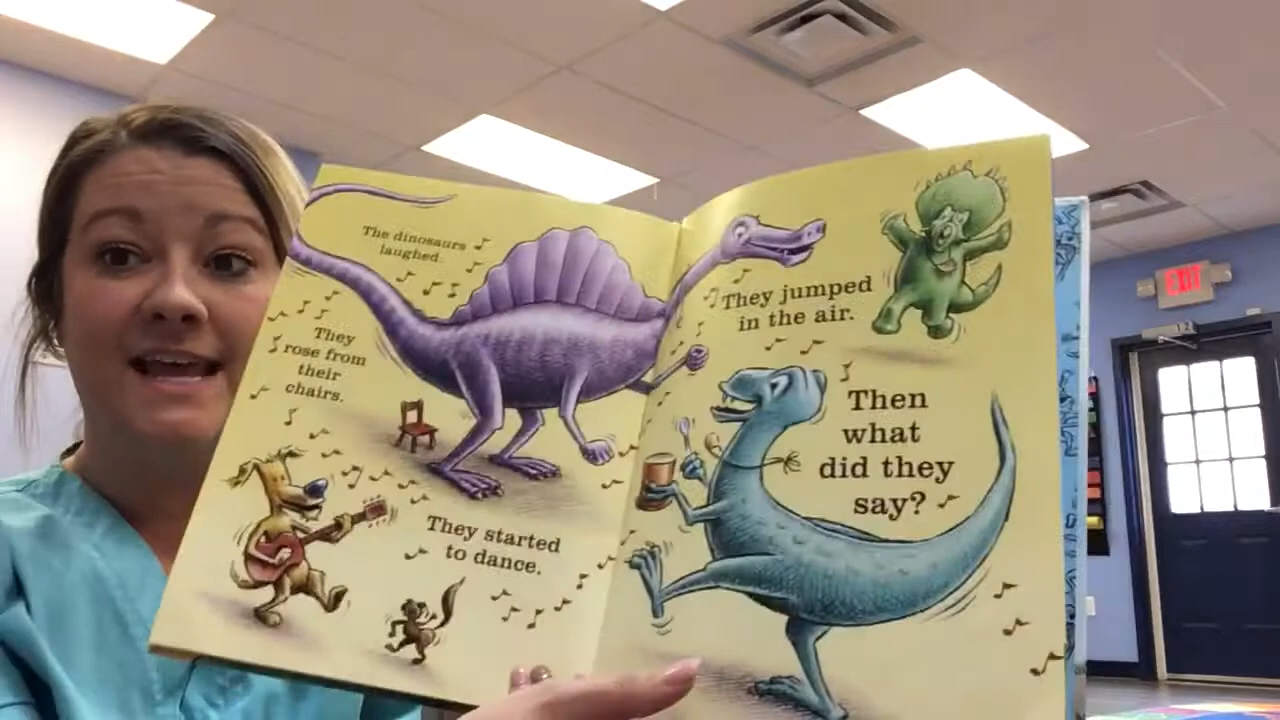 The dinosaurs
laughed.
They
rose from
their
chairs.
They started
to dance.
They jumped
in the air.
Then
what
did they
say?
EXIT